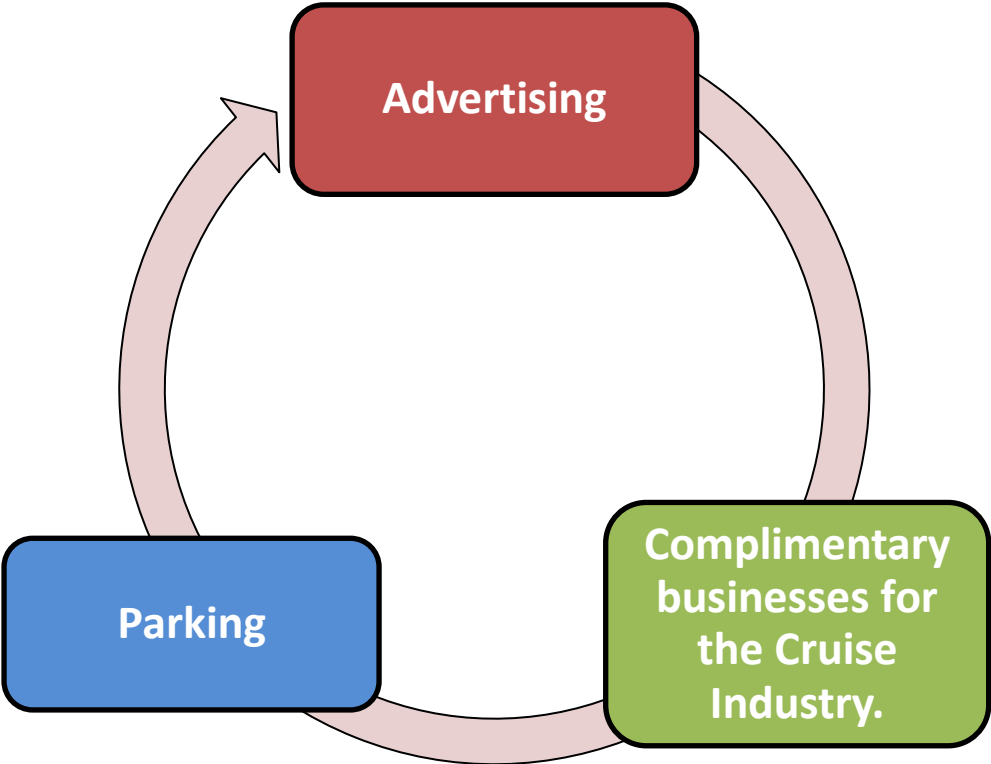 Advertising
Complimentary
businesses for
the Cruise
Industry.
Parking